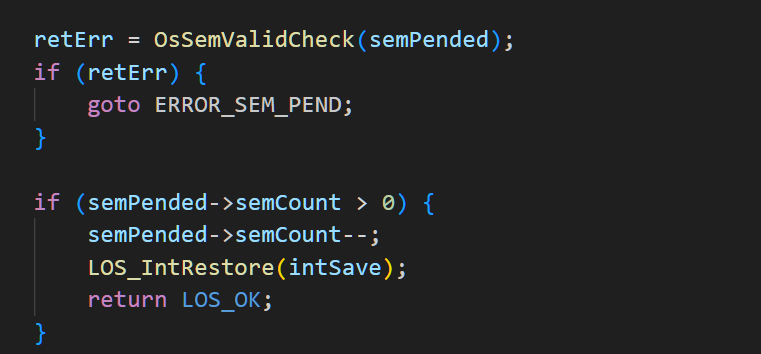 retErr = OsSemValidCheck(semPended);
if (retErr) {
    goto ERROR_SEM_PEND;
}

if (semPended->semCount > 0) {
    semPended->semCount--;
    LOS_IntRestore(intSave);
    return LOS_OK;
}